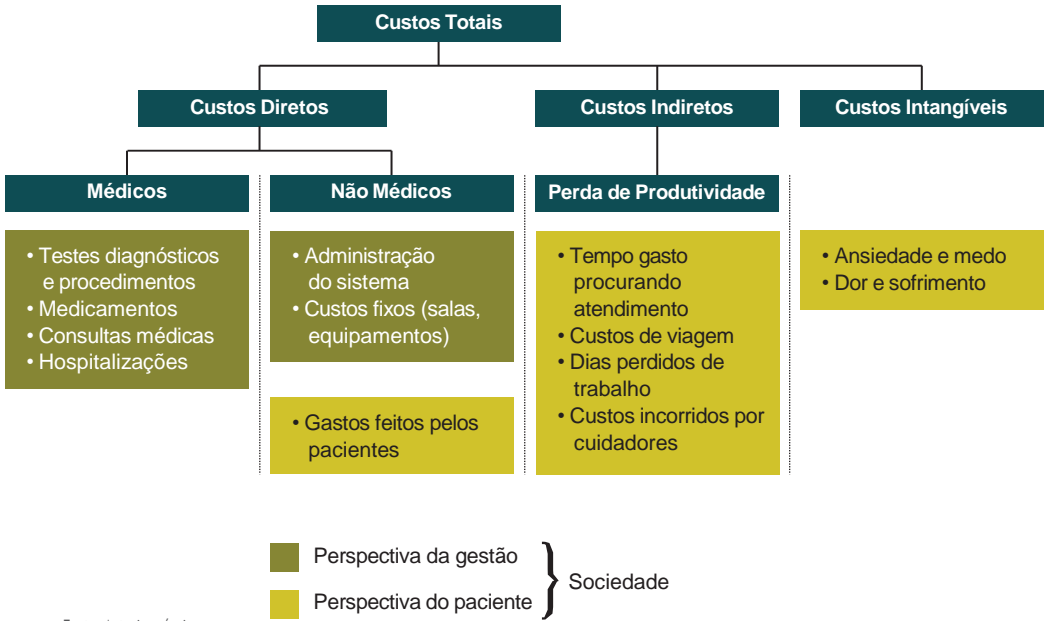 Custos Totais
Custos Diretos
Custos Indiretos
Custos Intangíveis
Médicos
Não Médicos
Perda de Produtividade
• Testes diagnósticos
e procedimentos
• Medicamentos
• Consultas médicas
• Hospitalizações
• Administração
do sistema
• Custos fixos (salas,
equipamentos)
• Gastos feitos pelos
pacientes
• Tempo gasto
procurando
atendimento
• Custos de viagem
• Dias perdidos de
trabalho
• Custos incorridos por
cuidadores
• Ansiedade e medo
• Dor e sofrimento
Perspectiva da gestão
Perspectiva do paciente
Sociedade